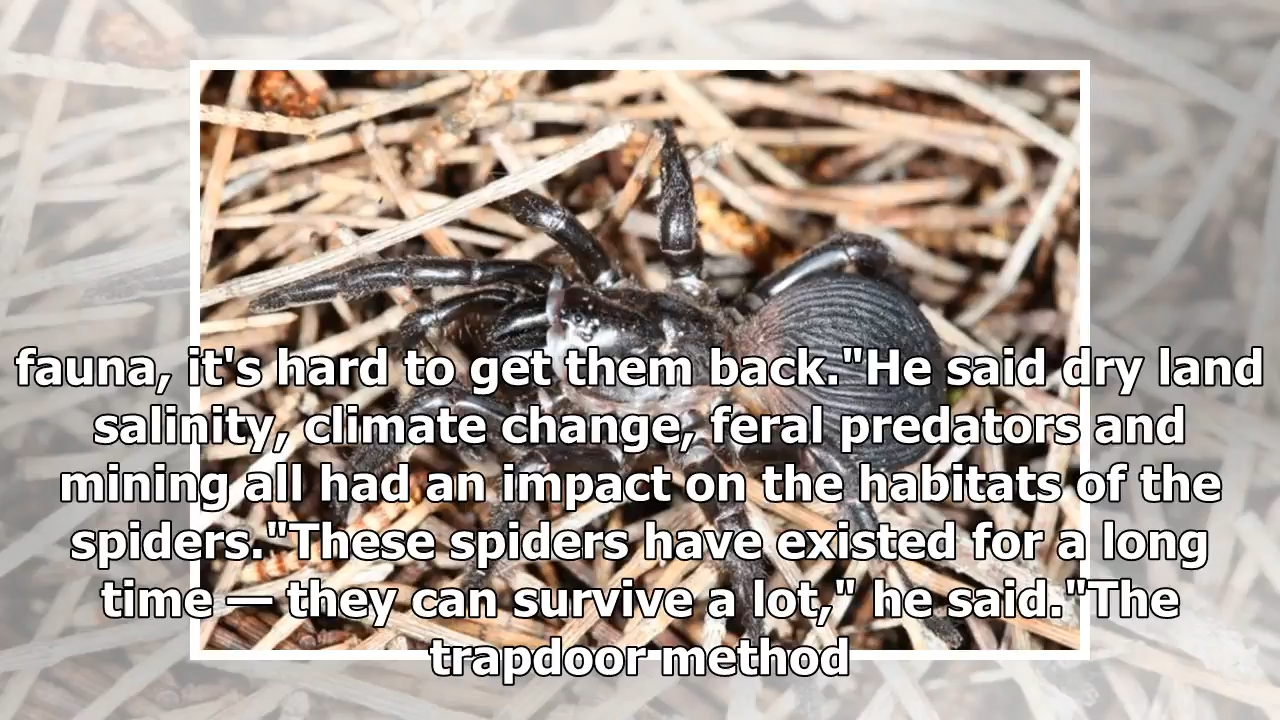 fauna, it's hard to get them back."He said dry land
salinity, climate change, feral predators and
mining all had an impact on the habitats of the
spiders."These spiders have existed for a long
time — they can survive a lot," he said."The
trapdoor method